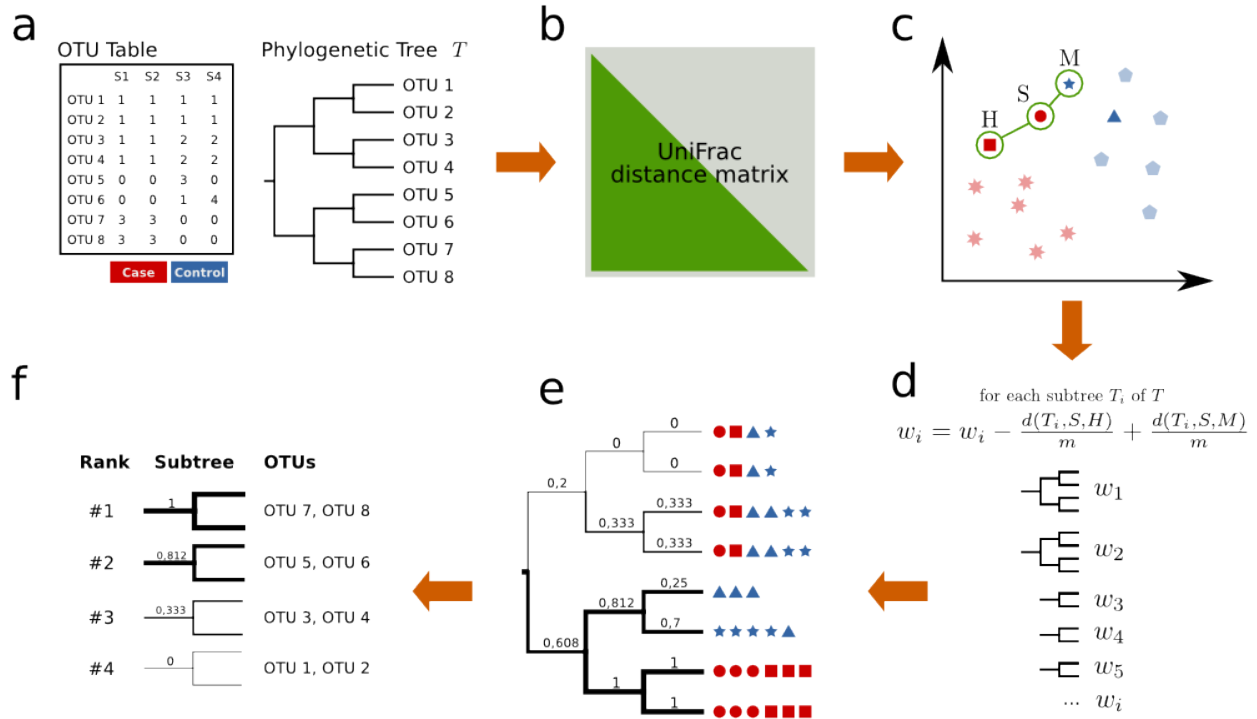 a
OTU Table
S1 S2 S3 S4
OTU 1 1 1 1 1
OTU 2 1 1 1 1
OTU 3 1 1 2 2
OTU 4 1 1 2 2
OTU 5 0 0 3 0
OTU 6 0 0 1 4
OTU 7 3 3 0 0
OTU 8 3 3 0 0
Case Control
Phylogenetic Tree T
OTU 1
OTU 2
OTU 3
OTU 4
OTU 5
OTU 6
OTU 7
OTU 8
b
UniFrac
distance matrix
c
M
S
H
d
for each subtree T_i of T
w_i = w_i − d(T_i,S,H)/m + d(T_i,S,M)/m
w_1
w_2
w_3
w_4
w_5
... w_i
e
0
0
0
0,2
0,333
0,333
0,333
0,25
0,812
0,7
0,608
1
1
1
f
Rank Subtree OTUs
#1 1 OTU 7, OTU 8
#2 0,812 OTU 5, OTU 6
#3 0,333 OTU 3, OTU 4
#4 0 OTU 1, OTU 2